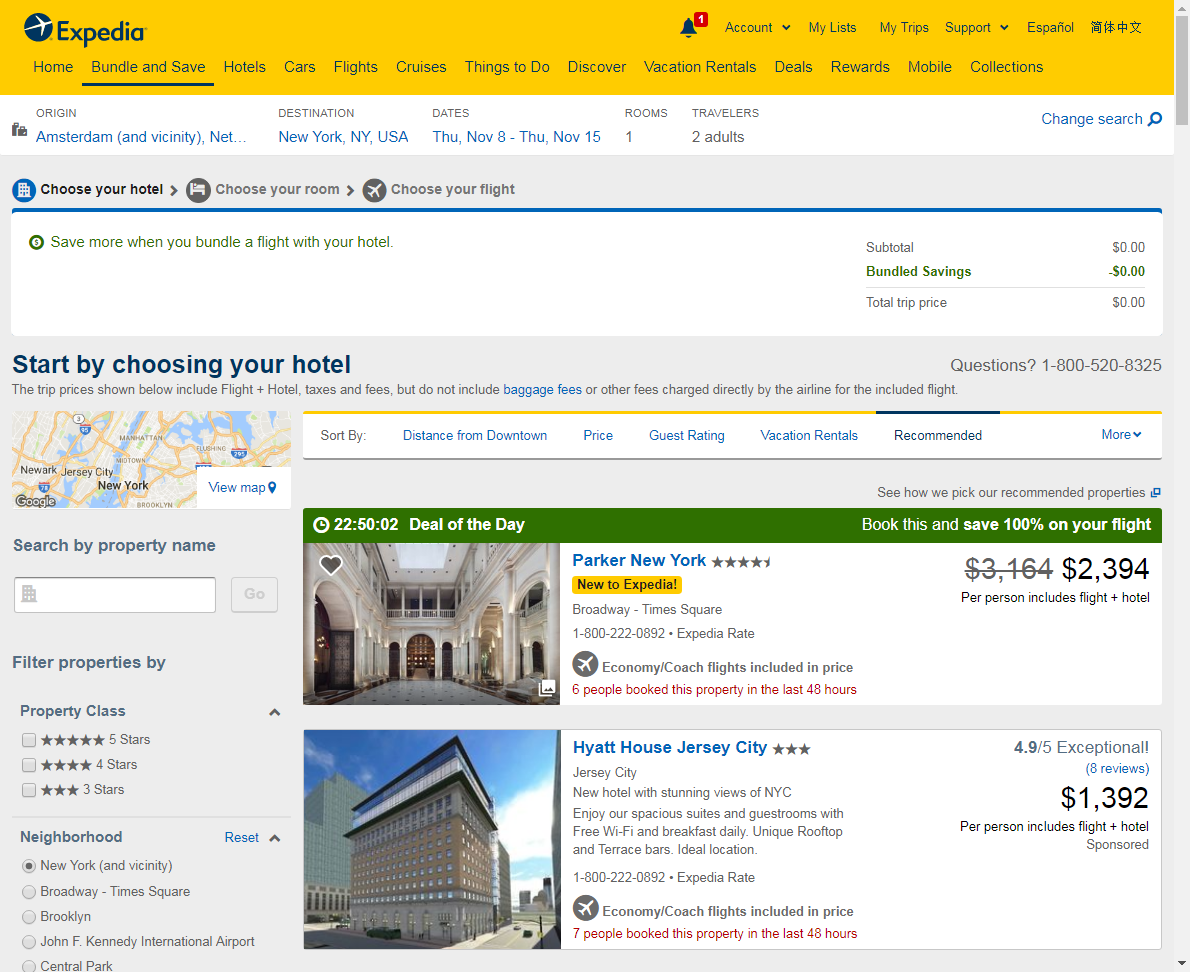 Expedia
1
Account
My Lists
My Trips
Support
Español
简体中文
Home
Bundle and Save
Hotels
Cars
Flights
Cruises
Things to Do
Discover
Vacation Rentals
Deals
Rewards
Mobile
Collections
ORIGIN
Amsterdam (and vicinity), Net...
DESTINATION
New York, NY, USA
DATES
Thu, Nov 8 - Thu, Nov 15
ROOMS
1
TRAVELERS
2 adults
Change search
Choose your hotel
Choose your room
Choose your flight
Save more when you bundle a flight with your hotel.
Subtotal $0.00
Bundled Savings -$0.00
Total trip price $0.00
Start by choosing your hotel
Questions? 1-800-520-8325
The trip prices shown below include Flight + Hotel, taxes and fees, but do not include baggage fees or other fees charged directly by the airline for the included flight.
3
95
MANHATTAN
MIDTOWN
FLUSHING
295
Newark
Jersey City
78
New York
BROOKLYN
Google
View map
Search by property name
Go
Filter properties by
Property Class
5 Stars
4 Stars
3 Stars
Neighborhood
Reset
New York (and vicinity)
Broadway - Times Square
Brooklyn
John F. Kennedy International Airport
Central Park
Sort By:
Distance from Downtown
Price
Guest Rating
Vacation Rentals
Recommended
More
See how we pick our recommended properties
22:50:02 Deal of the Day
Book this and save 100% on your flight
Parker New York
New to Expedia!
Broadway - Times Square
1-800-222-0892 • Expedia Rate
Economy/Coach flights included in price
6 people booked this property in the last 48 hours
$3,164 $2,394
Per person includes flight + hotel
Hyatt House Jersey City
Jersey City
New hotel with stunning views of NYC
Enjoy our spacious suites and guestrooms with
Free Wi-Fi and breakfast daily. Unique Rooftop
and Terrace bars. Ideal location.
1-800-222-0892 • Expedia Rate
Economy/Coach flights included in price
7 people booked this property in the last 48 hours
4.9/5 Exceptional!
(8 reviews)
$1,392
Per person includes flight + hotel
Sponsored